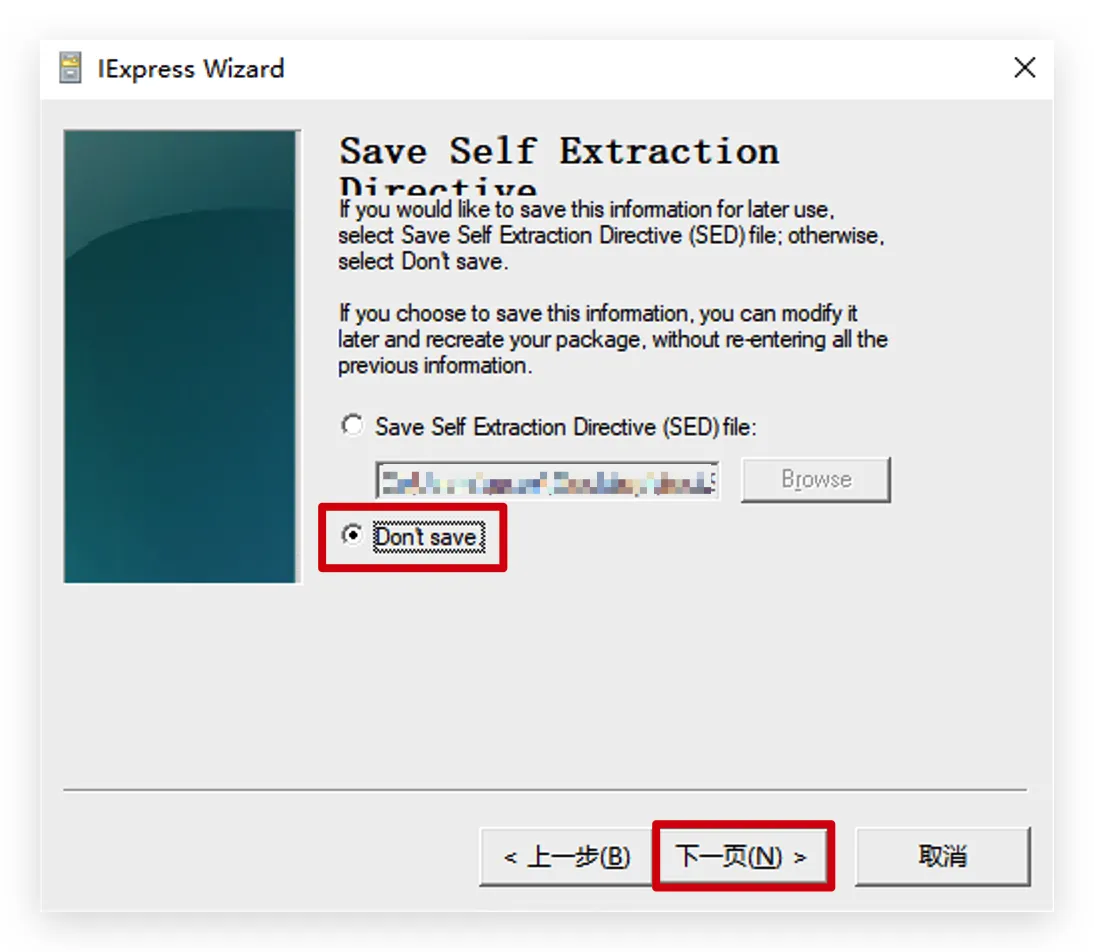 IExpress Wizard
Save Self Extraction
Directive
If you would like to save this information for later use,
select Save Self Extraction Directive (SED) file; otherwise,
select Don't save.
If you choose to save this information, you can modify it
later and recreate your package, without re-entering all the
previous information.
Save Self Extraction Directive (SED) file:
Browse
Don't save.
< 上一步(B) 下一页(N) > 取消